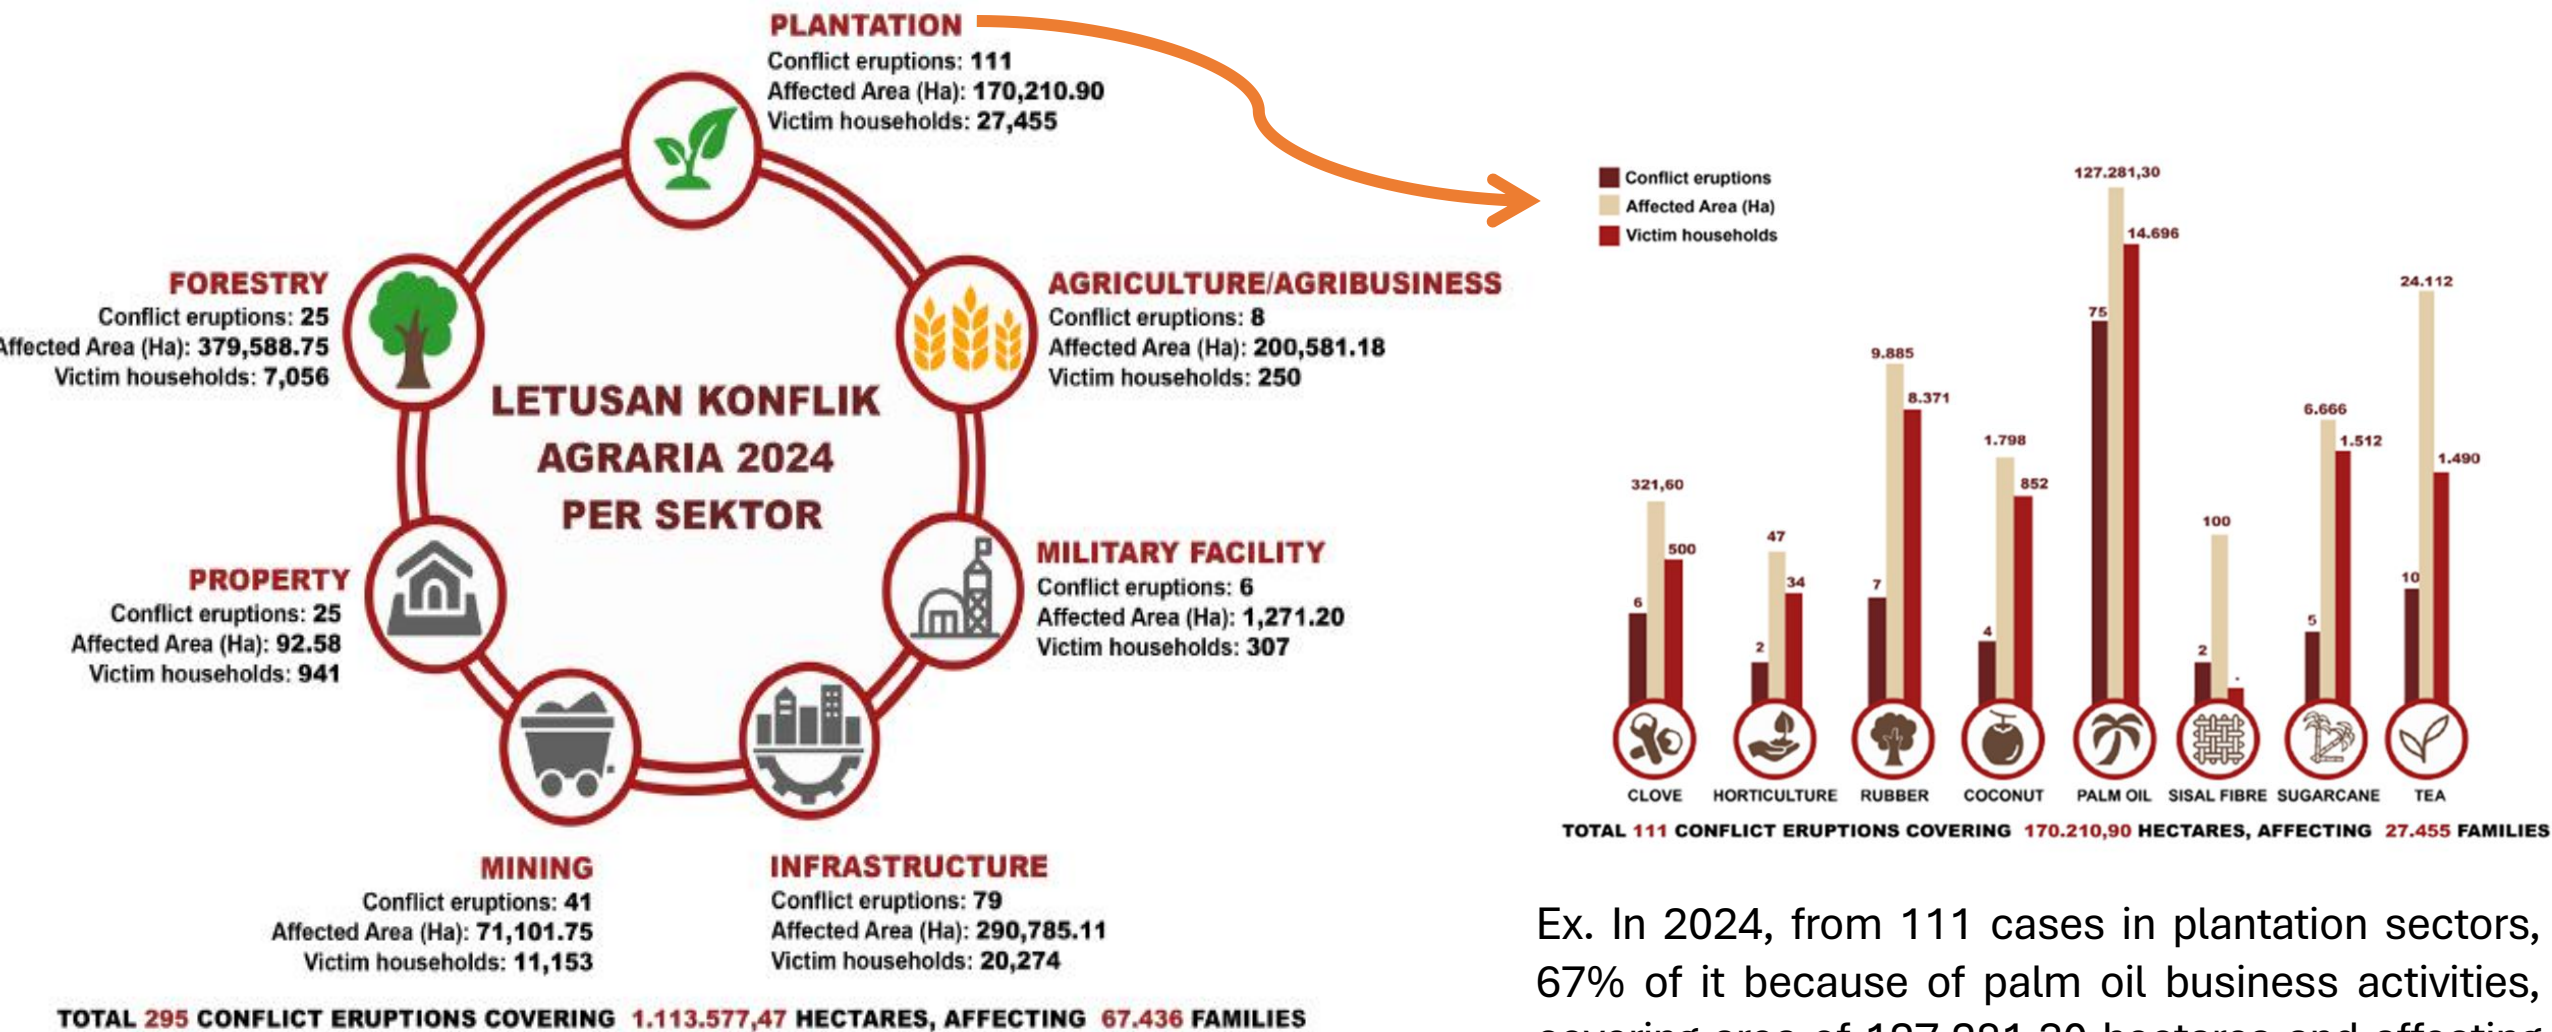 PLANTATION
Conflict eruptions: 111
Affected Area (Ha): 170,210.90
Victim households: 27,455
FORESTRY
Conflict eruptions: 25
Affected Area (Ha): 379,588.75
Victim households: 7,056
AGRICULTURE/AGRIBUSINESS
Conflict eruptions: 8
Affected Area (Ha): 200,581.18
Victim households: 250
LETUSAN KONFLIK
AGRARIA 2024
PER SEKTOR
PROPERTY
Conflict eruptions: 25
Affected Area (Ha): 92.58
Victim households: 941
MILITARY FACILITY
Conflict eruptions: 6
Affected Area (Ha): 1,271.20
Victim households: 307
MINING
Conflict eruptions: 41
Affected Area (Ha): 71,101.75
Victim households: 11,153
INFRASTRUCTURE
Conflict eruptions: 79
Affected Area (Ha): 290,785.11
Victim households: 20,274
TOTAL 295 CONFLICT ERUPTIONS COVERING 1.113.577,47 HECTARES, AFFECTING 67.436 FAMILIES
Conflict eruptions
Affected Area (Ha)
Victim households
6
321,60
500
2
47
34
7
9.885
8.371
4
1.798
852
75
127.281,30
14.696
2
100
-
5
6.666
1.512
10
24.112
1.490
CLOVE
HORTICULTURE
RUBBER
COCONUT
PALM OIL
SISAL FIBRE
SUGARCANE
TEA
TOTAL 111 CONFLICT ERUPTIONS COVERING 170.210,90 HECTARES, AFFECTING 27.455 FAMILIES
Ex. In 2024, from 111 cases in plantation sectors,
67% of it because of palm oil business activities,
covering area of 127,281.30 hectares and affecting